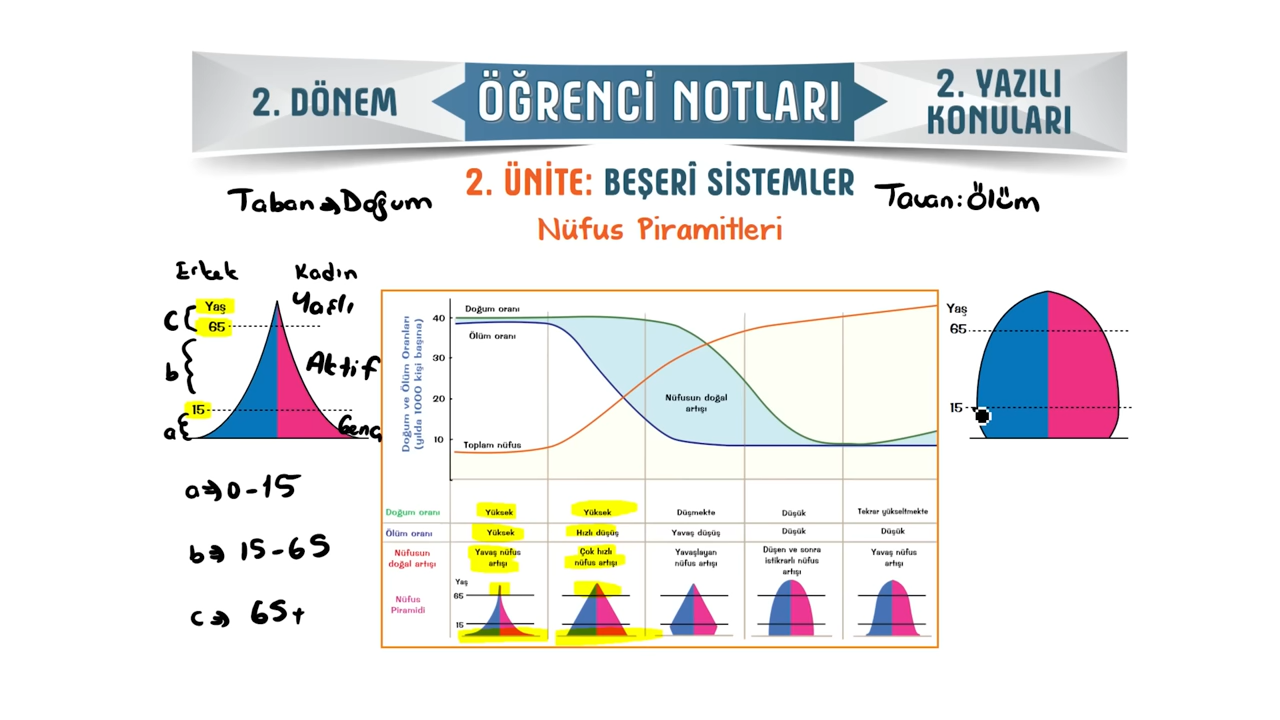 2. DÖNEM
ÖĞRENCİ NOTLARI
2. YAZILI
KONULARI
2. ÜNİTE: BEŞERÎ SİSTEMLER
Nüfus Piramitleri
Taban⇒Doğum
Tavan: Ölüm
Erkek
Kadın
Yaş
65
15
c
b
a
Yaşlı
Aktif
Genç
a⇒0-15
b⇒ 15-65
c⇒ 65+
Doğum ve Ölüm Oranları
(yılda 1000 kişi başına)
40
30
20
10
Doğum oranı
Ölüm oranı
Toplam nüfus
Nüfusun doğal
artışı
Doğum oranı Yüksek Yüksek Düşmekte Düşük Tekrar yükseltmekte
Ölüm oranı Yüksek Hızlı düşüş Yavaş düşüş Düşük Düşük
Nüfusun Yavaş nüfus Çok hızlı Yavaşlayan Düşen ve sonra Yavaş nüfus
doğal artışı artışı nüfus artışı nüfus artışı istikrarlı nüfus artışı
artışı
Nüfus
Piramidi
Yaş
65
15
Yaş
65
15